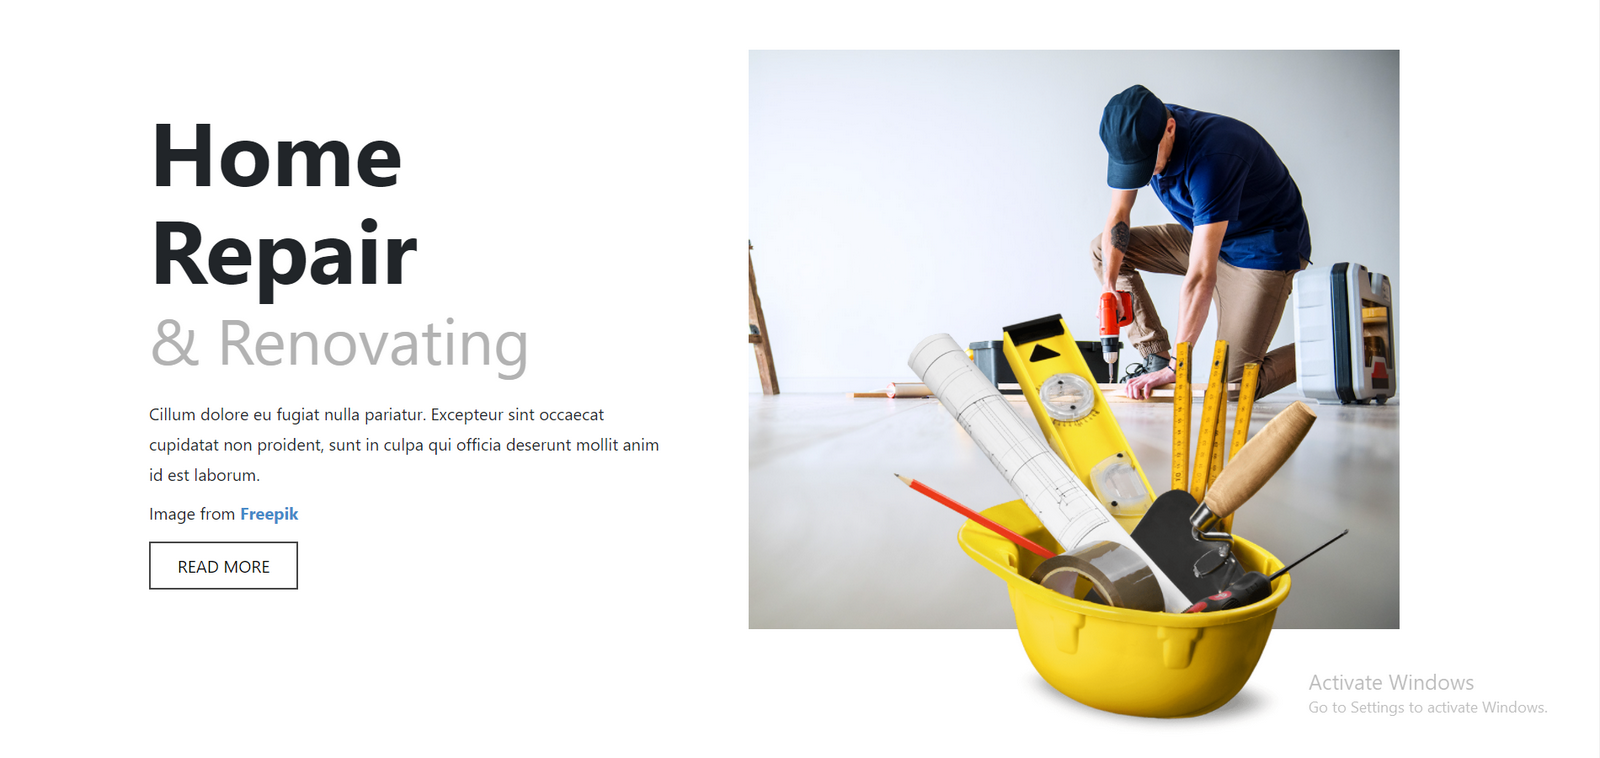 Home
Repair
& Renovating
Cillum dolore eu fugiat nulla pariatur. Excepteur sint occaecat
cupidatat non proident, sunt in culpa qui officia deserunt mollit anim
id est laborum.
Image from Freepik
READ MORE
Activate Windows
Go to Settings to activate Windows.